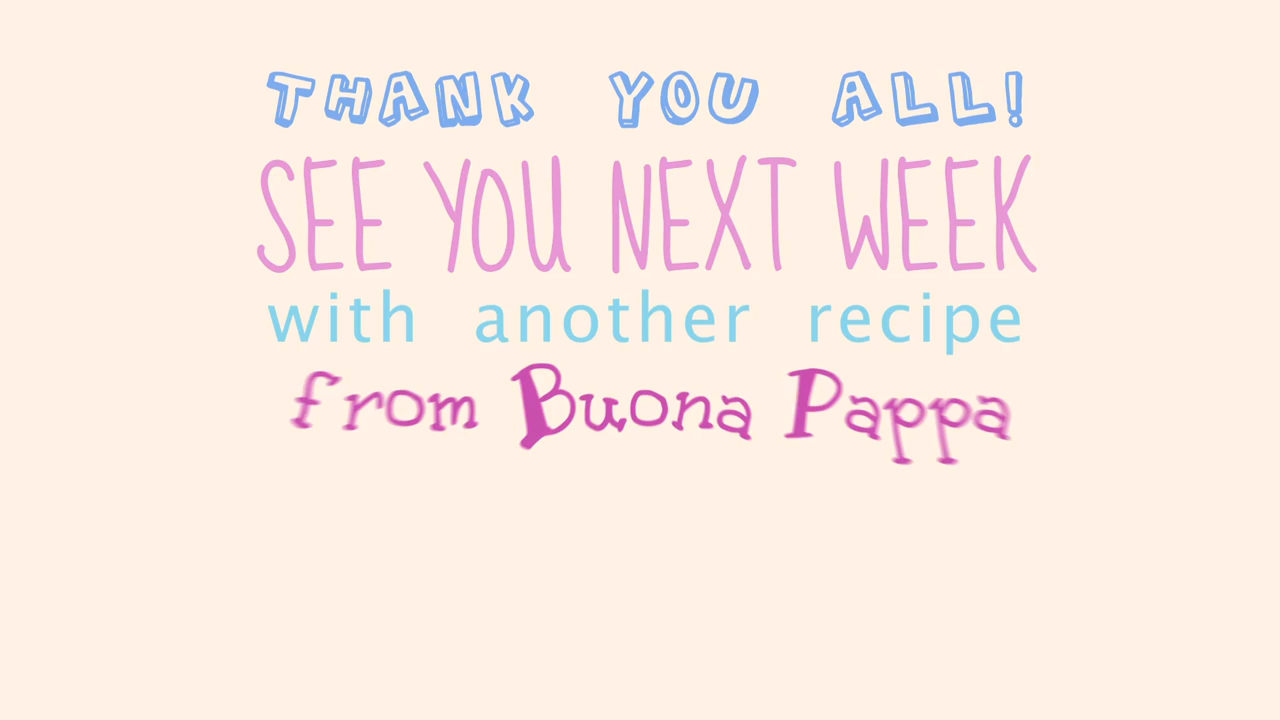 THANK YOU ALL!
SEE YOU NEXT WEEK
with another recipe
from Buona Pappa